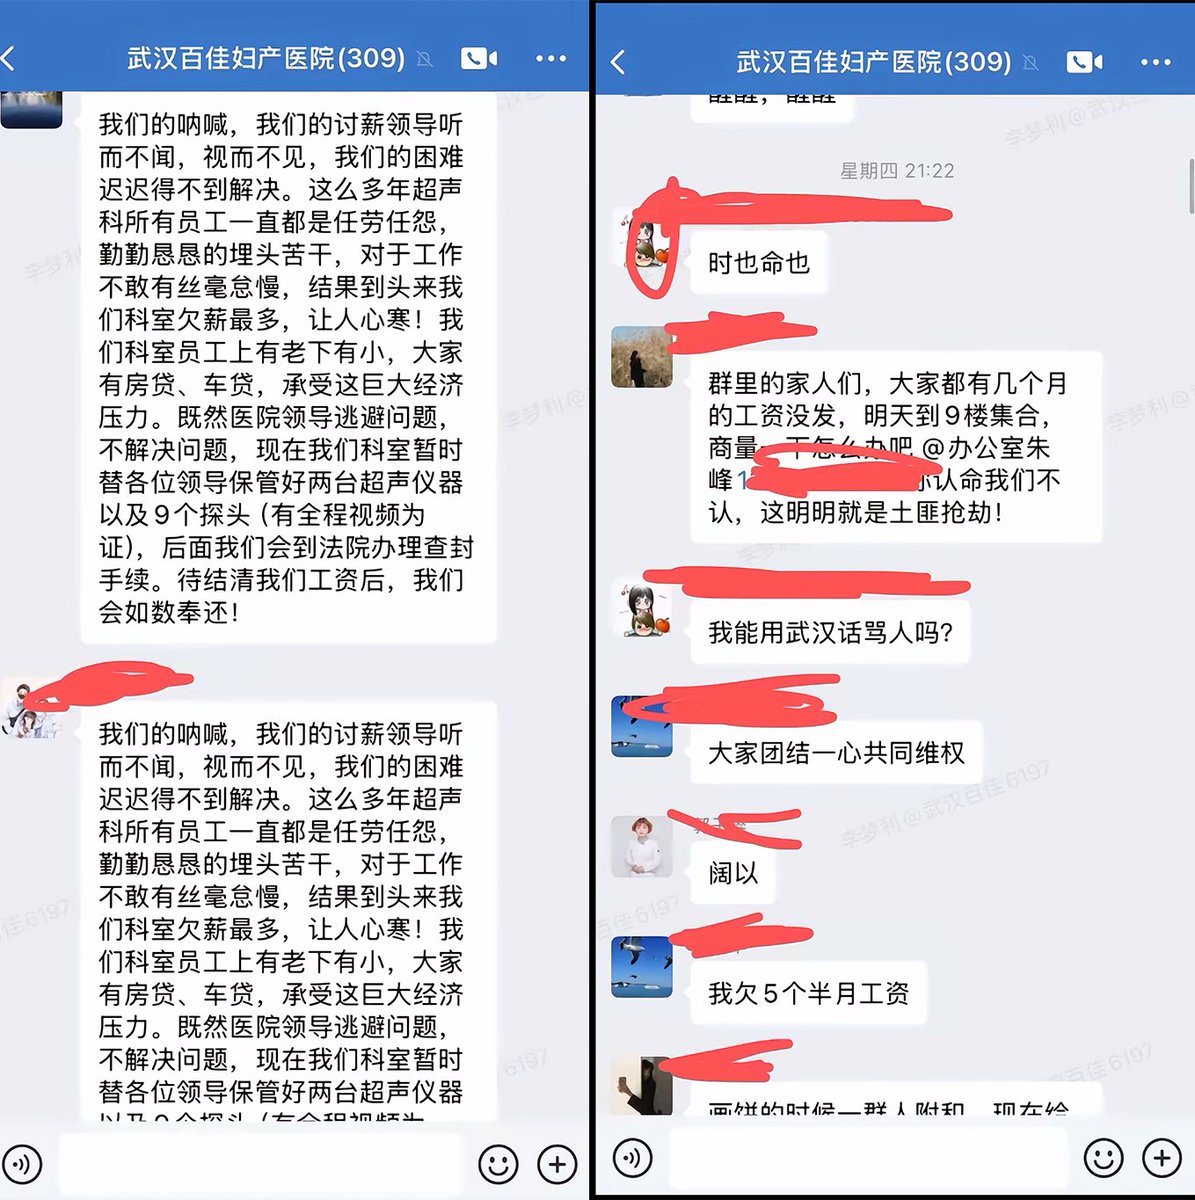 武汉百佳妇产医院(309)
我们的呐喊，我们的讨薪领导听
而不闻，视而不见，我们的困难
迟迟得不到解决。这么多年超声
科所有员工一直都是任劳任怨，
勤勤恳恳的埋头苦干，对于工作
不敢有丝毫怠慢，结果到头来我
们科室欠薪最多，让人心寒！我
们科室员工上有老下有小，大家
有房贷、车贷，承受这巨大经济
压力。既然医院领导逃避问题，
不解决问题，现在我们科室暂时
替各位领导保管好两台超声仪器
以及9个探头（有全程视频为
证），后面我们会到法院办理查封
手续。待结清我们工资后，我们
会如数奉还！
我们的呐喊，我们的讨薪领导听
而不闻，视而不见，我们的困难
迟迟得不到解决。这么多年超声
科所有员工一直都是任劳任怨，
勤勤恳恳的埋头苦干，对于工作
不敢有丝毫怠慢，结果到头来我
们科室欠薪最多，让人心寒！我
们科室员工上有老下有小，大家
有房贷、车贷，承受这巨大经济
压力。既然医院领导逃避问题，
不解决问题，现在我们科室暂时
替各位领导保管好两台超声仪器
以及9个探头（有全程视频为
武汉百佳妇产医院(309)
醒醒，醒醒
星期四 21:22
时也命也
群里的家人们，大家都有几个月
的工资没发，明天到9楼集合，
商量一下怎么办吧 @办公室朱
峰1 你认命我们不
认，这明明就是土匪抢劫！
我能用武汉话骂人吗？
大家团结一心共同维权
阔以
我欠5个半月工资
画饼的时候一群人附和，现在给
李梦利@武汉百佳6197